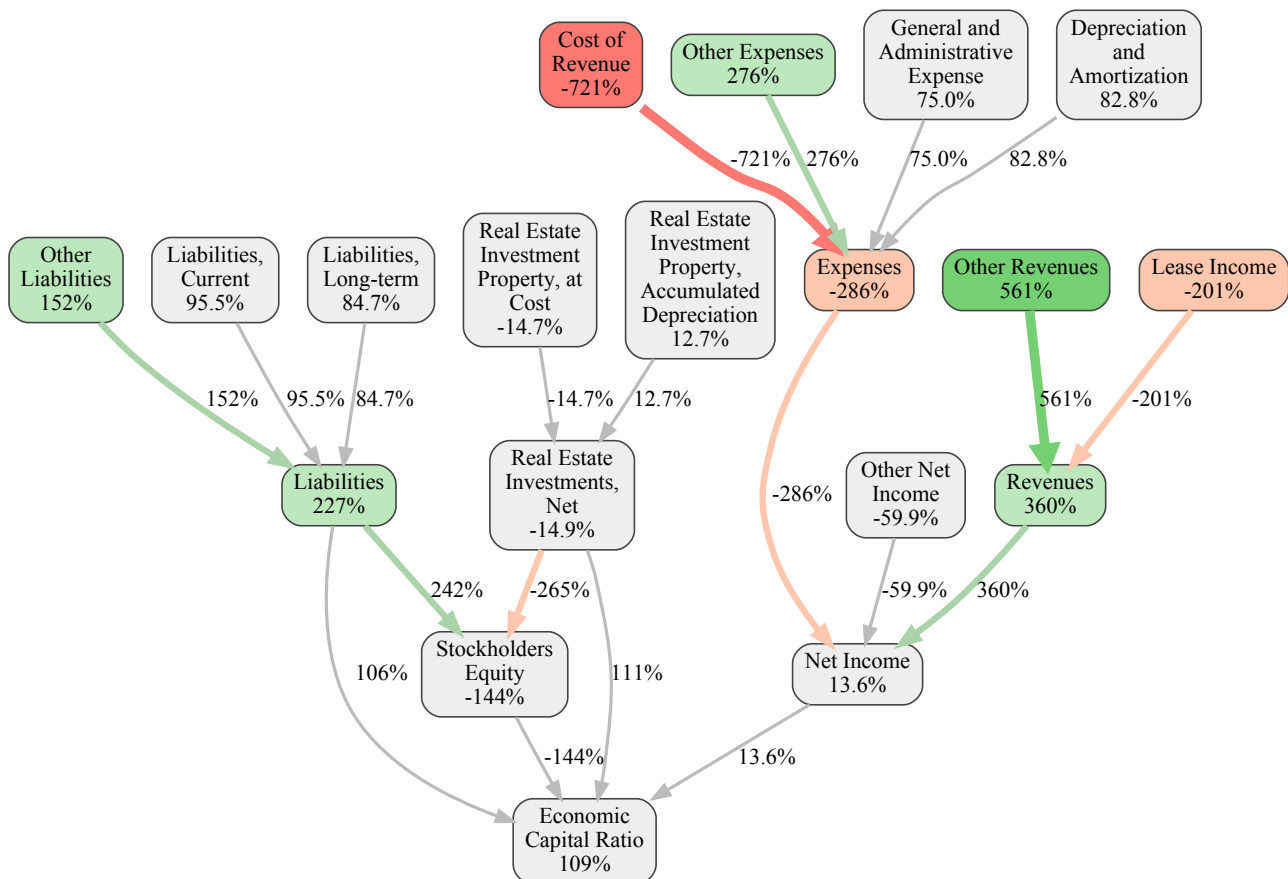 Cost of
Revenue
-721%
Other Expenses
276%
General and
Administrative
Expense
75.0%
Depreciation
and
Amortization
82.8%
-721%
276%
75.0%
82.8%
Other
Liabilities
152%
Liabilities,
Current
95.5%
Liabilities,
Long-term
84.7%
Real Estate
Investment
Property, at
Cost
-14.7%
Real Estate
Investment
Property,
Accumulated
Depreciation
12.7%
Expenses
-286%
Other Revenues
561%
Lease Income
-201%
152%
95.5%
84.7%
-14.7%
12.7%
561%
-201%
Liabilities
227%
Real Estate
Investments,
Net
-14.9%
-286%
Other Net
Income
-59.9%
Revenues
360%
242%
-265%
-59.9%
360%
106%
Stockholders
Equity
-144%
111%
Net Income
13.6%
-144%
13.6%
Economic
Capital Ratio
109%